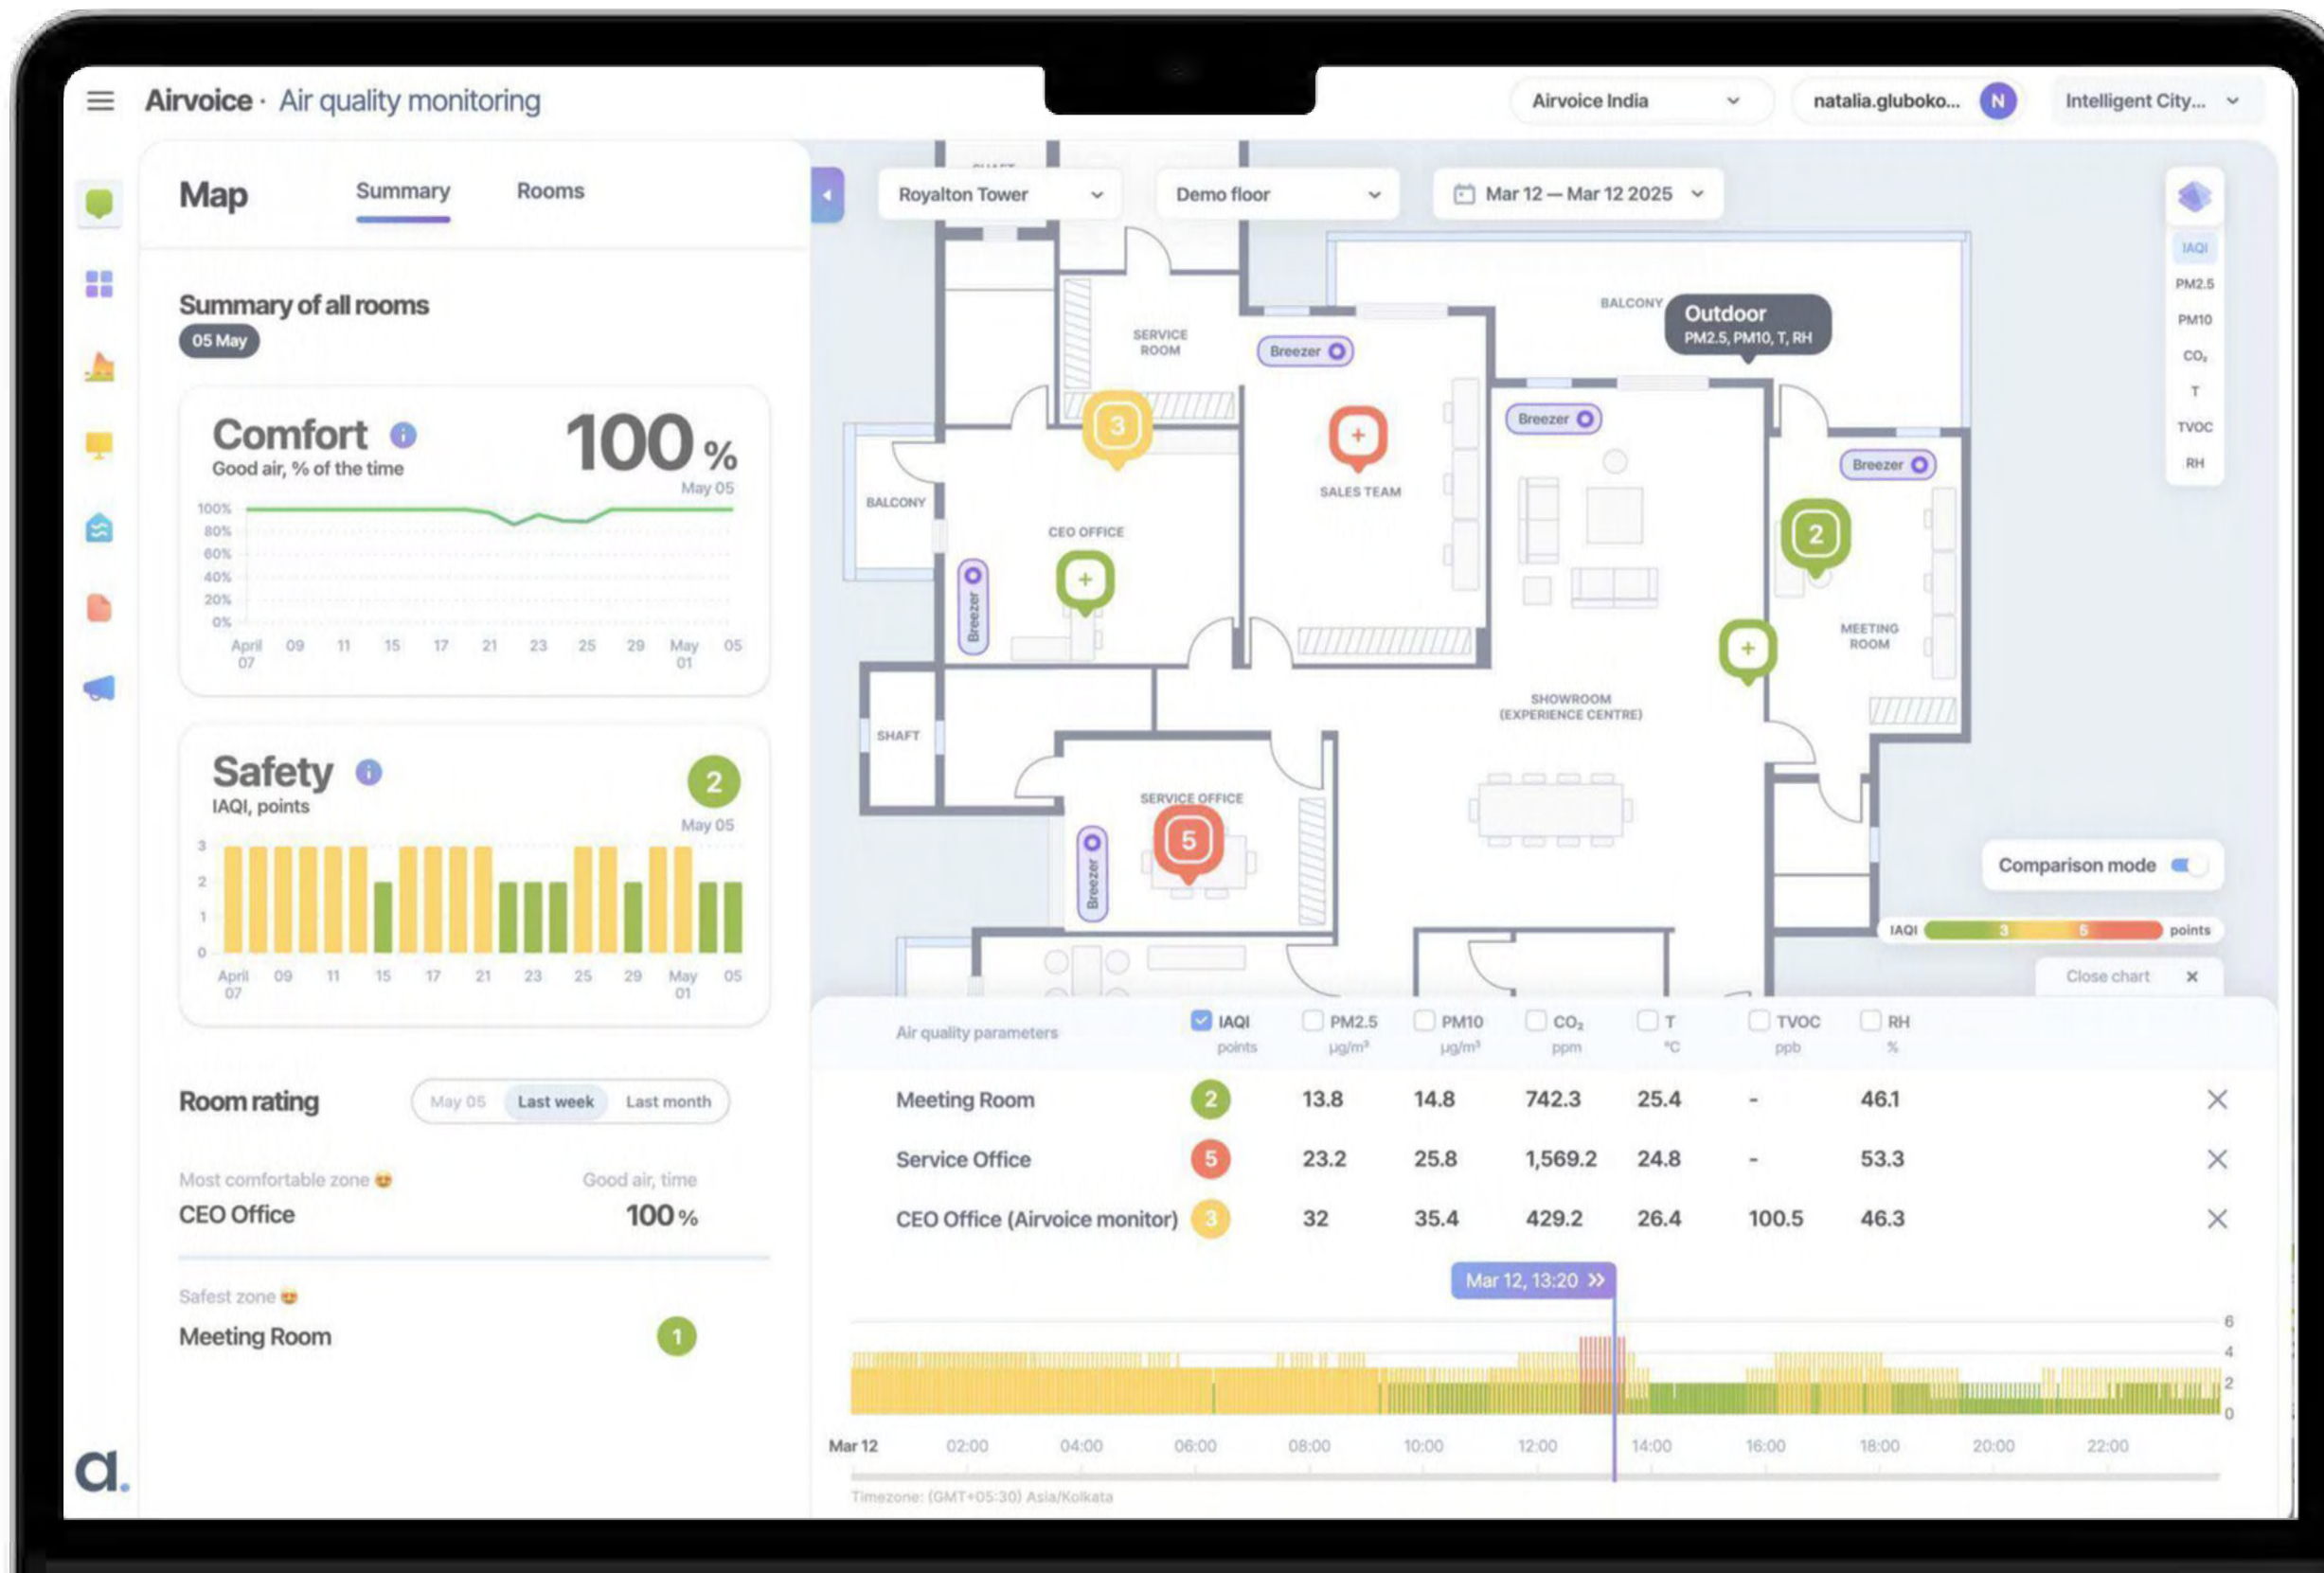 Airvoice · Air quality monitoring
Airvoice India
natalia.gluboko...
N
Intelligent City...
Map
Summary
Rooms
Summary of all rooms
05 May
Comfort
i
100 %
Good air, % of the time
May 05
100%
80%
60%
40%
20%
0%
April 07
09
11
15
17
21
23
25
29
May 01
05
Safety
i
2
IAQI, points
May 05
3
2
1
0
April 07
09
11
15
17
21
23
25
29
May 01
05
Room rating
May 05
Last week
Last month
Most comfortable zone
Good air, time
CEO Office
100 %
Safest zone
Meeting Room
1
a.
Royalton Tower
Demo floor
Mar 12 — Mar 12 2025
IAQI
PM2.5
PM10
CO₂
T
TVOC
RH
SHAFT
SERVICE
ROOM
Breezer
BALCONY
Outdoor
PM2.5, PM10, T, RH
3
+
Breezer
Breezer
SALES TEAM
BALCONY
CEO OFFICE
2
+
Breezer
MEETING
ROOM
+
SHOWROOM
(EXPERIENCE CENTRE)
SHAFT
SERVICE OFFICE
5
Breezer
Comparison mode
IAQI
3
5
points
Close chart
Air quality parameters
IAQI
points
PM2.5
µg/m³
PM10
µg/m³
CO₂
ppm
T
°C
TVOC
ppb
RH
%
Meeting Room 2 13.8 14.8 742.3 25.4 - 46.1
Service Office 5 23.2 25.8 1,569.2 24.8 - 53.3
CEO Office (Airvoice monitor) 3 32 35.4 429.2 26.4 100.5 46.3
Mar 12, 13:20 »
6
4
2
0
Mar 12
02:00
04:00
06:00
08:00
10:00
12:00
14:00
16:00
18:00
20:00
22:00
Timezone: (GMT+05:30) Asia/Kolkata